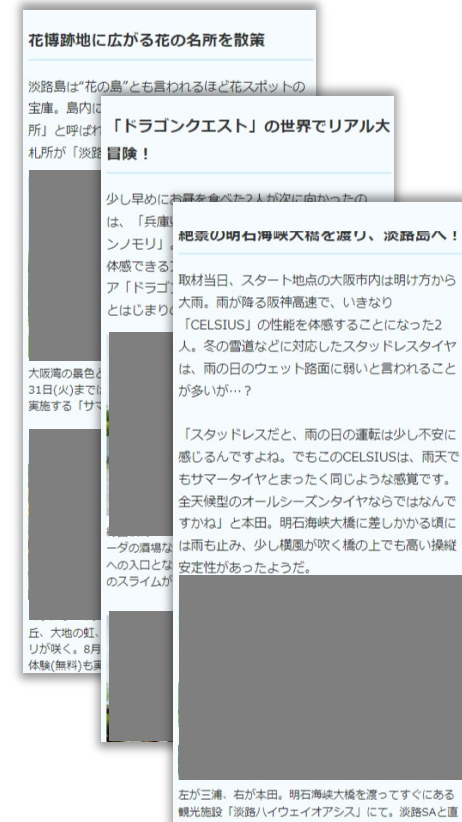 花博跡地に広がる花の名所を散策
淡路島は“花の島”とも言われるほど花スポットの
宝庫。島内に
所」と呼ばれ
札所が「淡路
大阪湾の景色と
31日(火)までは
実施する「サマ
丘、大地の虹、
リが咲く。8月
体験(無料)も実
「ドラゴンクエスト」の世界でリアル大
冒険！
少し早めにお昼を食べた2人が次に向かったの
は、「兵庫県
ンノモリ」。
体感できる
ア「ドラゴ
とはじまりの
ーダの酒場な
への入口とな
のスライムが
絶景の明石海峡大橋を渡り、淡路島へ！
取材当日、スタート地点の大阪市内は明け方から
大雨。雨が降る阪神高速で、いきなり
「CELSIUS」の性能を体感することになった2
人。冬の雪道などに対応したスタッドレスタイヤ
は、雨の日のウェット路面に弱いと言われること
が多いが…？
「スタッドレスだと、雨の日の運転は少し不安に
感じるんですよね。でもこのCELSIUSは、雨天で
もサマータイヤとまったく同じような感覚です。
全天候型のオールシーズンタイヤならではなんで
すかね」と本田。明石海峡大橋に差しかかる頃に
は雨も止み、少し横風が吹く橋の上でも高い操縦
安定性があったようだ。
左が三浦、右が本田。明石海峡大橋を渡ってすぐにある
観光施設「淡路ハイウェイオアシス」にて。淡路SAと直